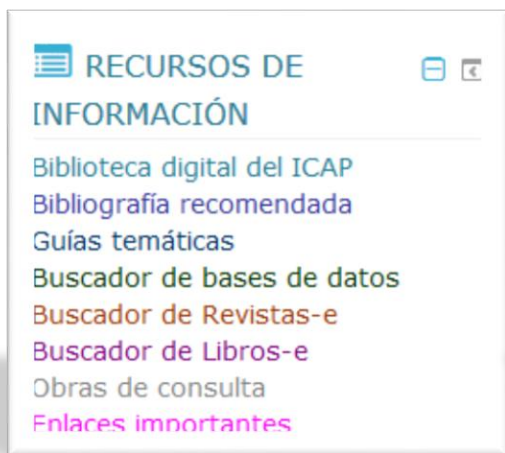 RECURSOS DE
INFORMACIÓN
Biblioteca digital del ICAP
Bibliografía recomendada
Guías temáticas
Buscador de bases de datos
Buscador de Revistas-e
Buscador de Libros-e
Obras de consulta
Enlaces importantes